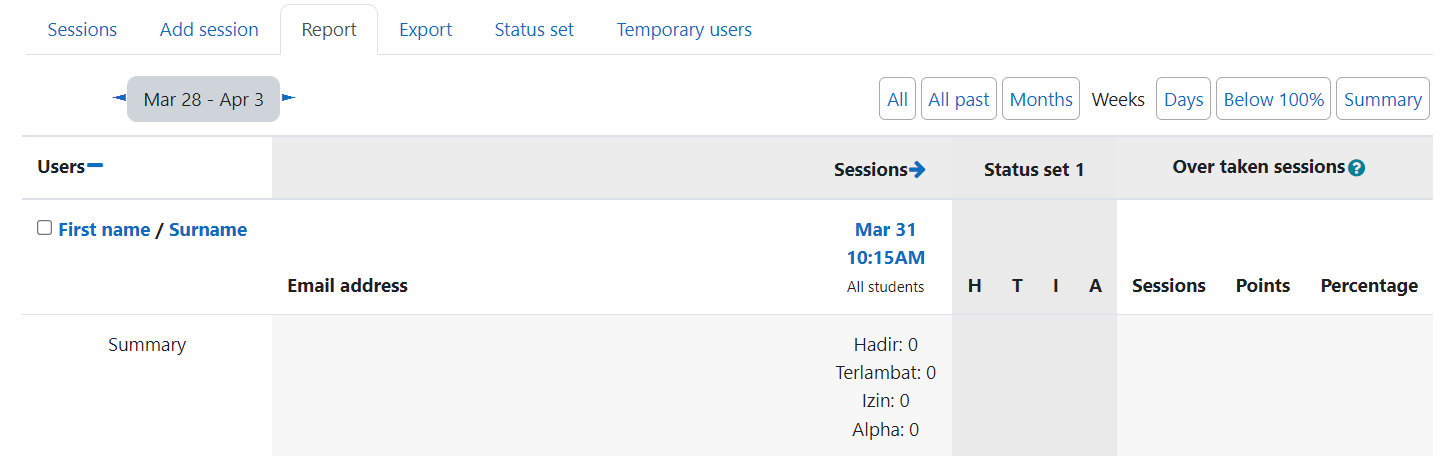 Sessions Add session Report Export Status set Temporary users
Mar 28 - Apr 3 All All past Months Weeks Days Below 100% Summary
Users Sessions Status set 1 Over taken sessions
First name / Surname Mar 31
10:15AM
Email address All students H T I A Sessions Points Percentage
Summary Hadir: 0
Terlambat: 0
Izin: 0
Alpha: 0